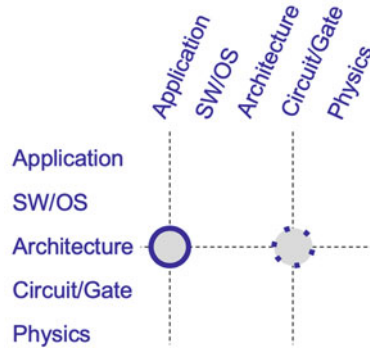 Application
SW/OS
Architecture
Circuit/Gate
Physics
Application
SW/OS
Architecture
Circuit/Gate
Physics